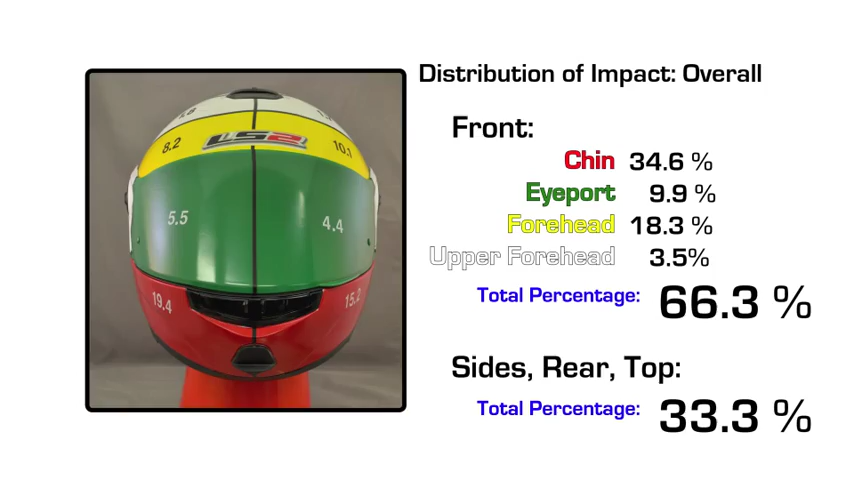 Distribution of Impact: Overall
Front:
Chin 34.6 %
Eyeport 9.9 %
Forehead 18.3 %
Upper Forehead 3.5%
Total Percentage: 66.3 %
Sides, Rear, Top:
Total Percentage: 33.3 %
8.2 LS2 10.1
5.5 4.4
19.4 15.2